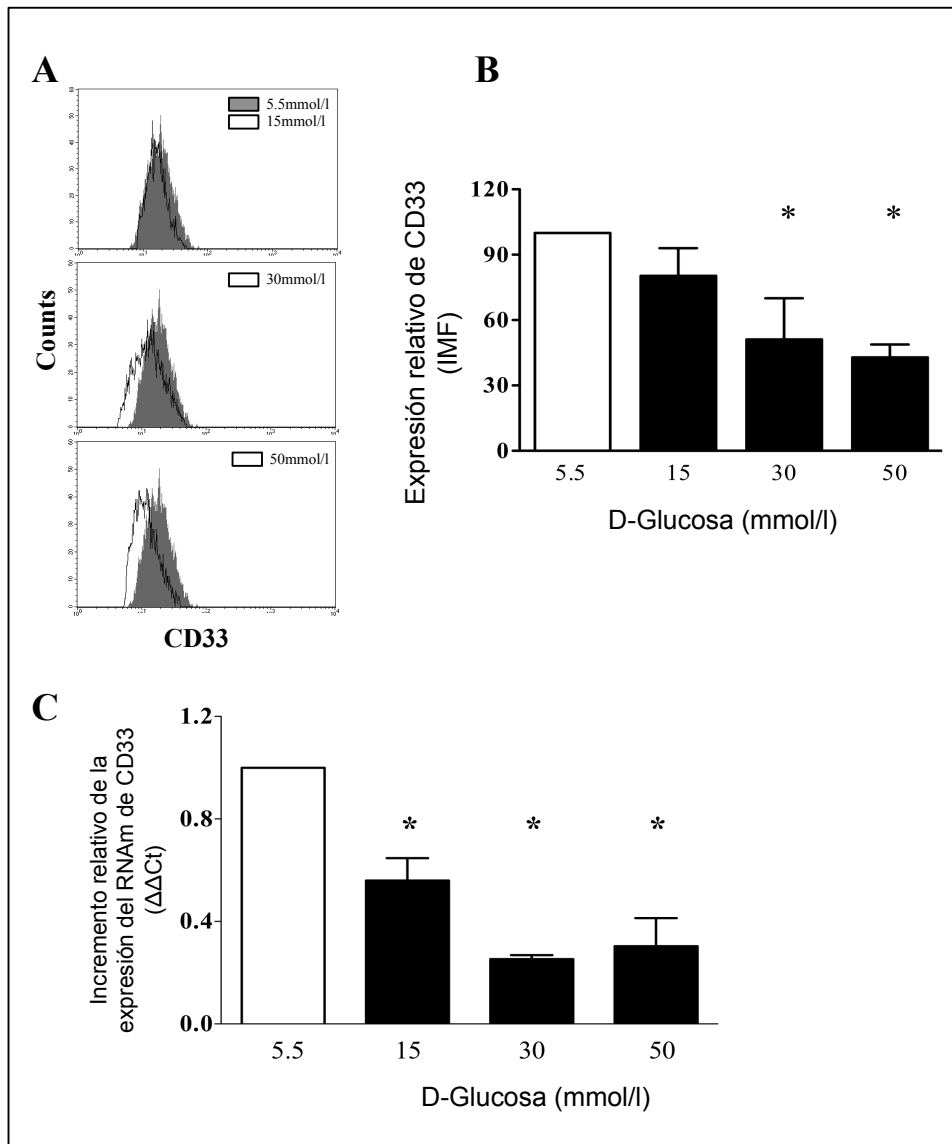 A
5.5mmol/l
15mmol/l
30mmol/l
50mmol/l
Counts
CD33
B
Expresión relativo de CD33
(IMF)
120
90
60
30
0
*
*
5.5 15 30 50
D-Glucosa (mmol/l)
C
Incremento relativo de la
expresión del RNAm de CD33
(ΔΔCt)
1.2
0.8
0.4
0.0
* * *
5.5 15 30 50
D-Glucosa (mmol/l)